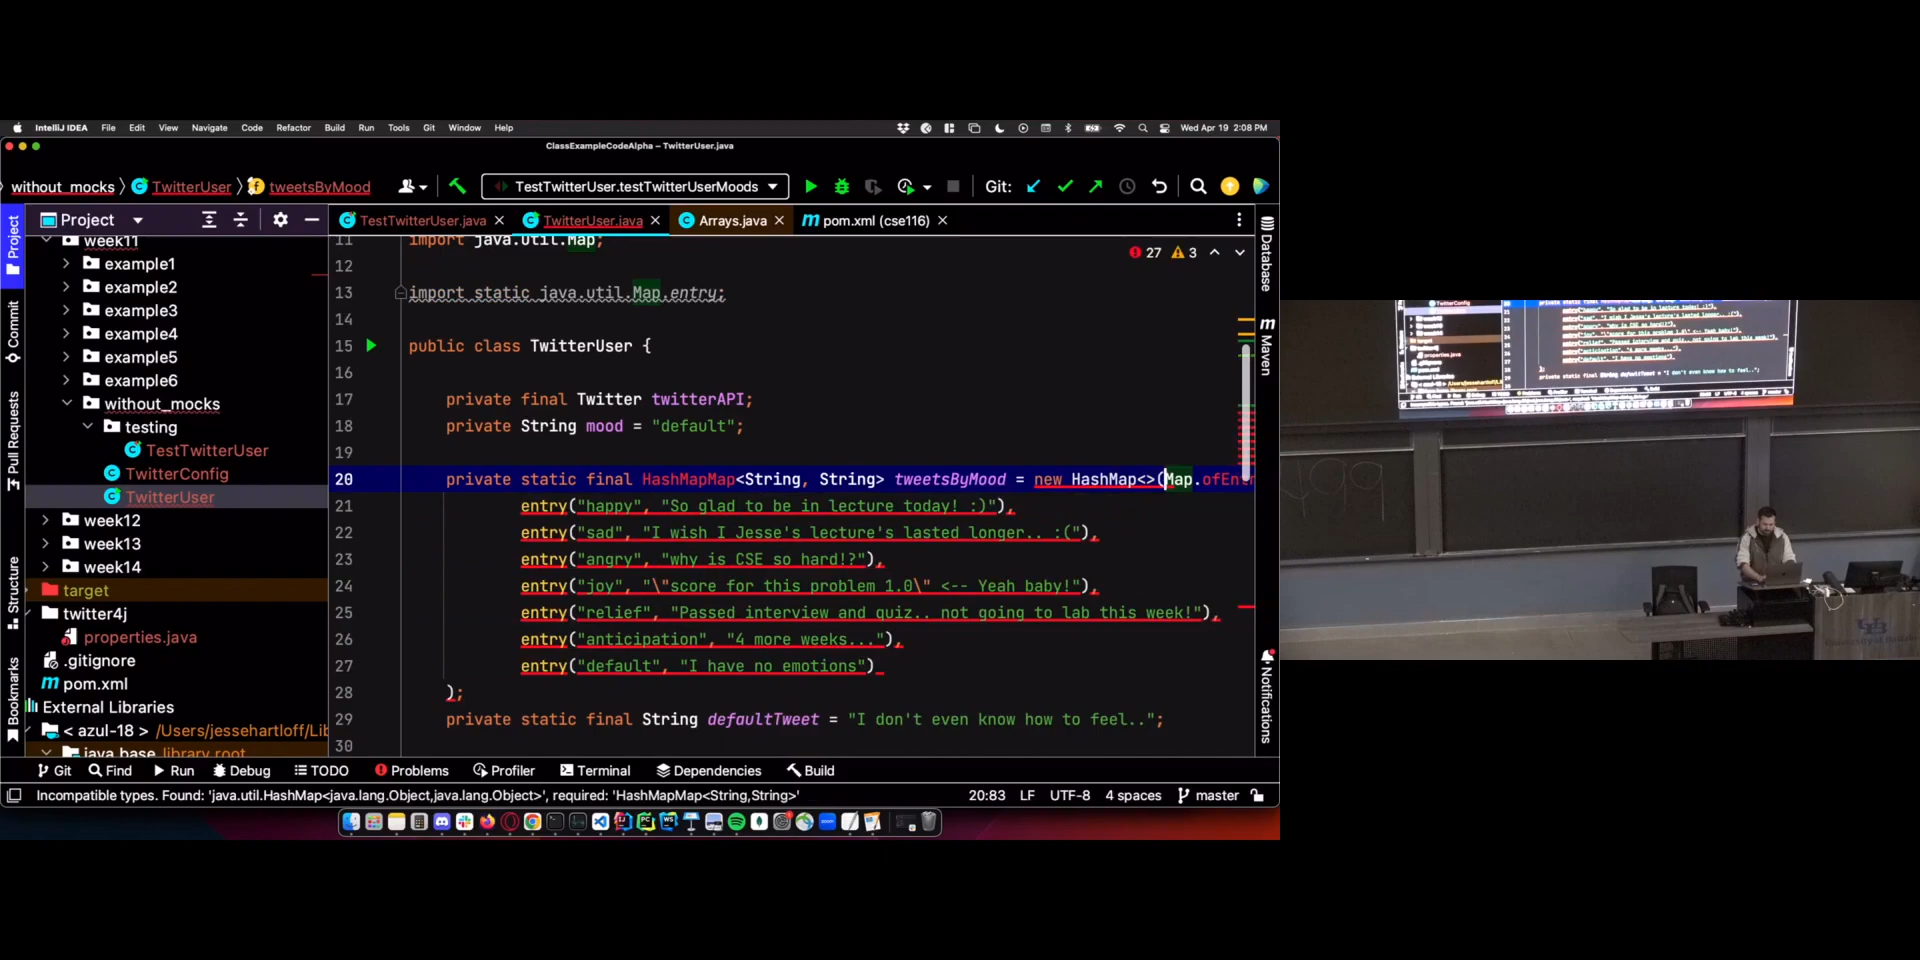 IntelliJ IDEA File Edit View Navigate Code Refactor Build Run Tools Git Window Help Wed Apr 19 2:08 PM
ClassExampleCodeAlpha – TwitterUser.java
without_mocks TwitterUser tweetsByMood TestTwitterUser.testTwitterUserMoods Git:
Project TestTwitterUser.java TwitterUser.java Arrays.java pom.xml (cse116)
27 3
Project
Commit
Pull Requests
Structure
Bookmarks
week11
example1
example2
example3
example4
example5
example6
without_mocks
testing
TestTwitterUser
TwitterConfig
TwitterUser
week12
week13
week14
target
twitter4j
properties.java
.gitignore
pom.xml
External Libraries
< azul-18 > /Users/jessehartloff/Lib
java.base library root
11 import java.util.Map;
12
13 import static java.util.Map.entry;
14
15 public class TwitterUser {
16
17 private final Twitter twitterAPI;
18 private String mood = "default";
19
20 private static final HashMapMap<String, String> tweetsByMood = new HashMap<>(Map.ofEntr
21 entry("happy", "So glad to be in lecture today! :)"),
22 entry("sad", "I wish I Jesse's lecture's lasted longer.. :("),
23 entry("angry", "why is CSE so hard!?"),
24 entry("joy", "\"score for this problem 1.0\" <-- Yeah baby!"),
25 entry("relief", "Passed interview and quiz.. not going to lab this week!"),
26 entry("anticipation", "4 more weeks..."),
27 entry("default", "I have no emotions")
28 );
29 private static final String defaultTweet = "I don't even know how to feel..";
30
Database
Maven
Notifications
Git Find Run Debug TODO Problems Profiler Terminal Dependencies Build
Incompatible types. Found: 'java.util.HashMap<java.lang.Object,java.lang.Object>', required: 'HashMapMap<String,String>' 20:83 LF UTF-8 4 spaces master